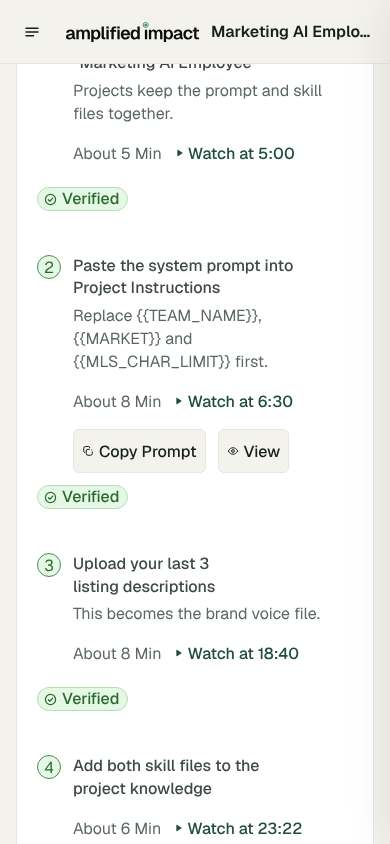 amplified impact Marketing AI Emplo...
"Marketing AI Employee"
Projects keep the prompt and skill
files together.
About 5 Min Watch at 5:00
Verified
2 Paste the system prompt into
Project Instructions
Replace {{TEAM_NAME}},
{{MARKET}} and
{{MLS_CHAR_LIMIT}} first.
About 8 Min Watch at 6:30
Copy Prompt View
Verified
3 Upload your last 3
listing descriptions
This becomes the brand voice file.
About 8 Min Watch at 18:40
Verified
4 Add both skill files to the
project knowledge
About 6 Min Watch at 23:22